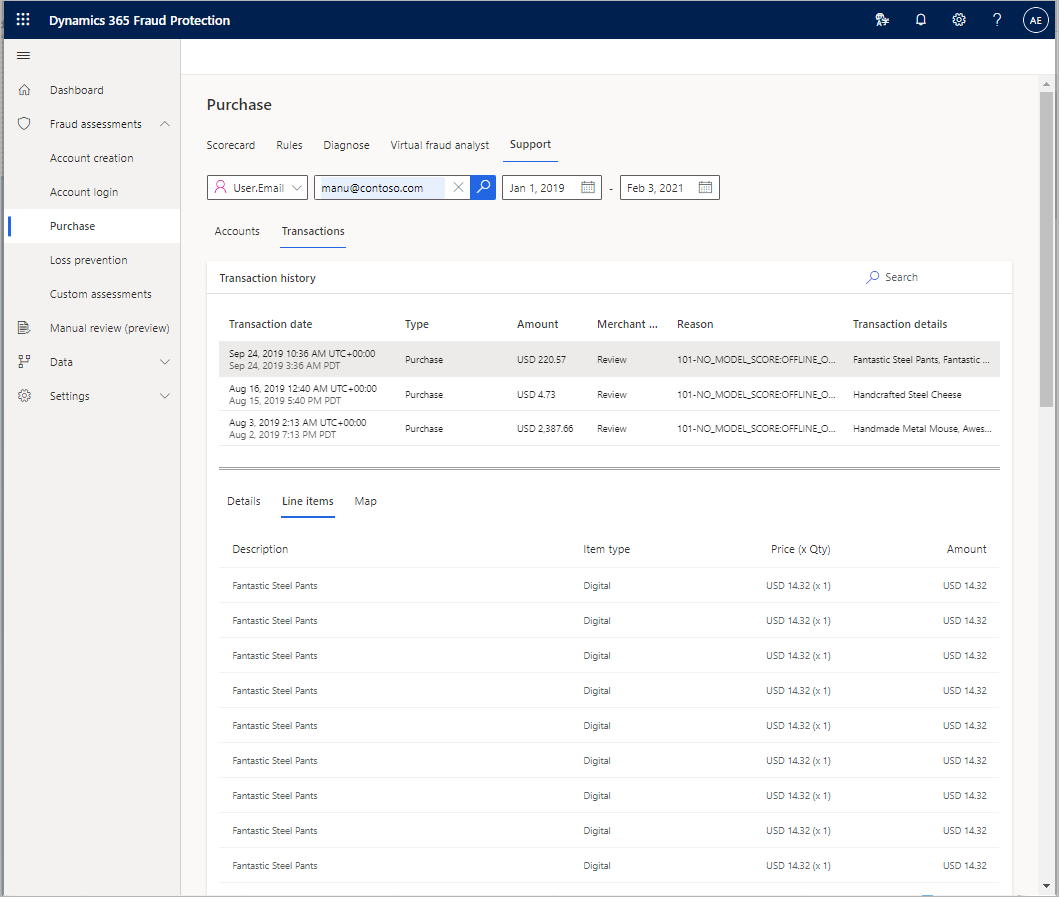 Dynamics 365 Fraud Protection
AE
Dashboard
Fraud assessments
Account creation
Account login
Purchase
Loss prevention
Custom assessments
Manual review (preview)
Data
Settings
Purchase
Scorecard Rules Diagnose Virtual fraud analyst Support
User.Email manu@contoso.com Jan 1, 2019 - Feb 3, 2021
Accounts Transactions
Transaction history Search
Transaction date Type Amount Merchant ... Reason Transaction details
Sep 24, 2019 10:36 AM UTC+00:00
Sep 24, 2019 3:36 AM PDT
Purchase USD 220.57 Review 101-NO_MODEL_SCORE:OFFLINE_O... Fantastic Steel Pants, Fantastic ...
Aug 16, 2019 12:40 AM UTC+00:00
Aug 15, 2019 5:40 PM PDT
Purchase USD 4.73 Review 101-NO_MODEL_SCORE:OFFLINE_O... Handcrafted Steel Cheese
Aug 3, 2019 2:13 AM UTC+00:00
Aug 2, 2019 7:13 PM PDT
Purchase USD 2,387.66 Review 101-NO_MODEL_SCORE:OFFLINE_O... Handmade Metal Mouse, Awes...
Details Line items Map
Description Item type Price (x Qty) Amount
Fantastic Steel Pants Digital USD 14.32 (x 1) USD 14.32
Fantastic Steel Pants Digital USD 14.32 (x 1) USD 14.32
Fantastic Steel Pants Digital USD 14.32 (x 1) USD 14.32
Fantastic Steel Pants Digital USD 14.32 (x 1) USD 14.32
Fantastic Steel Pants Digital USD 14.32 (x 1) USD 14.32
Fantastic Steel Pants Digital USD 14.32 (x 1) USD 14.32
Fantastic Steel Pants Digital USD 14.32 (x 1) USD 14.32
Fantastic Steel Pants Digital USD 14.32 (x 1) USD 14.32
Fantastic Steel Pants Digital USD 14.32 (x 1) USD 14.32